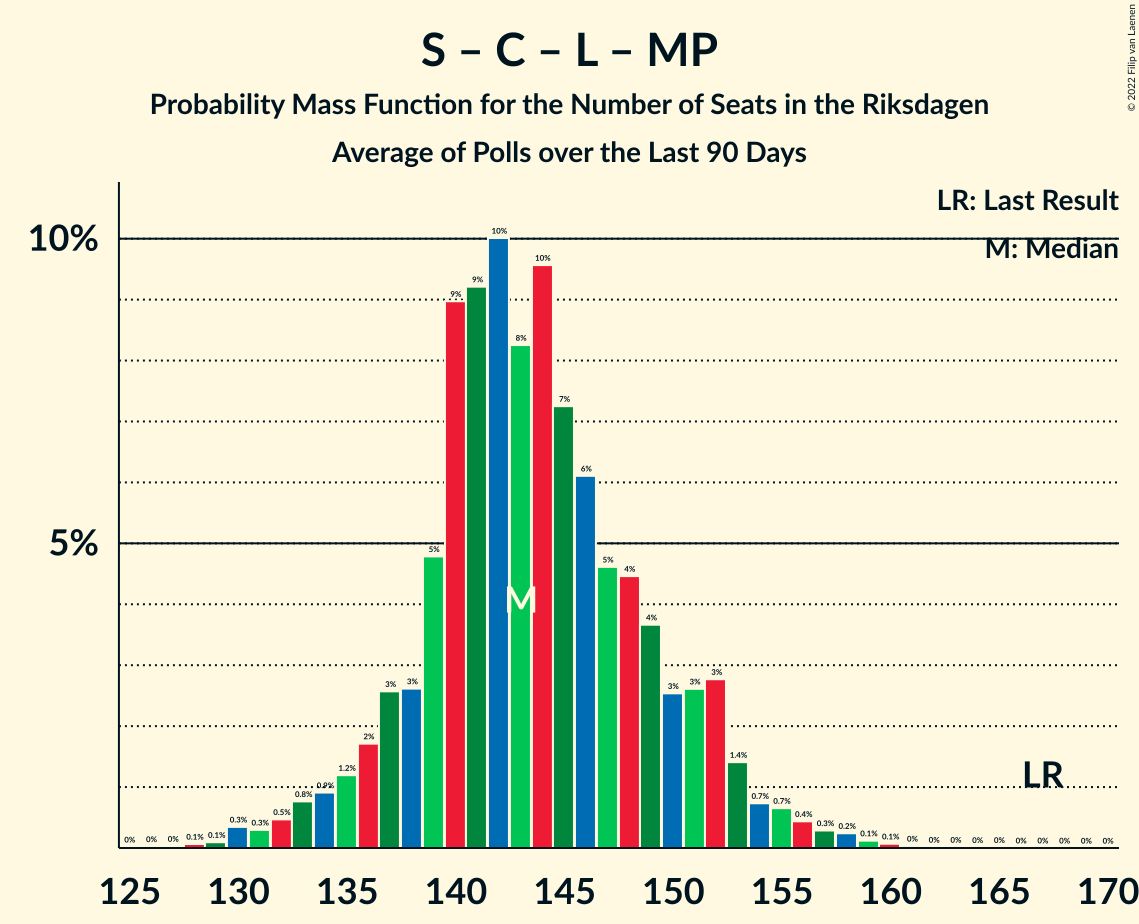 S – C – L – MP
Probability Mass Function for the Number of Seats in the Riksdagen
Average of Polls over the Last 90 Days
© 2022 Filip van Laenen
LR: Last Result
M: Median
10%
5%
0% 0% 0% 0.1% 0.1% 0.3% 0.3% 0.5% 0.8% 0.9% 1.2% 2% 3% 3% 5% 9% 9% 10% 8% 10% 7% 6% 5% 4% 4% 3% 3% 3% 1.4% 0.7% 0.7% 0.4% 0.3% 0.2% 0.1% 0.1% 0% 0% 0% 0% 0% 0% 0% 0% 0% 0%
M
LR
125 130 135 140 145 150 155 160 165 170